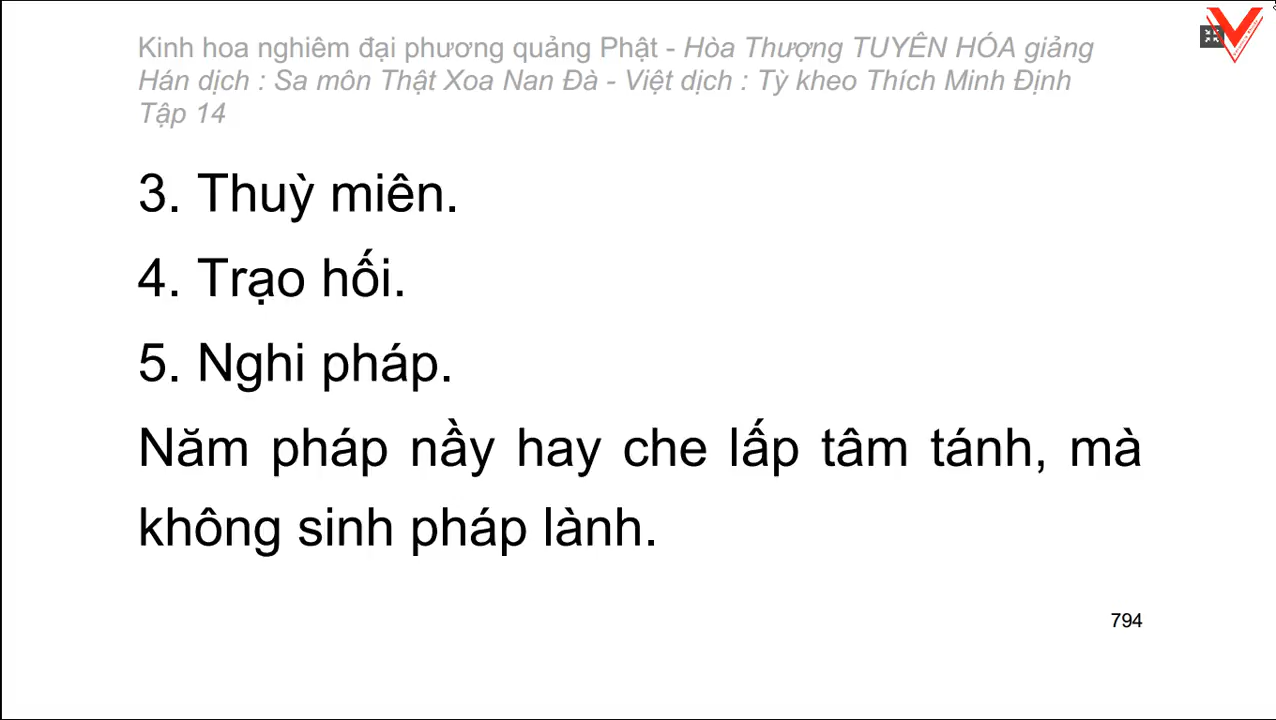 Kinh hoa nghiêm đại phương quảng Phật - Hòa Thượng TUYÊN HÓA giảng
Hán dịch : Sa môn Thật Xoa Nan Đà - Việt dịch : Tỳ kheo Thích Minh Định
Tập 14
3. Thuỳ miên.
4. Trạo hối.
5. Nghi pháp.
Năm pháp nầy hay che lấp tâm tánh, mà
không sinh pháp lành.
794